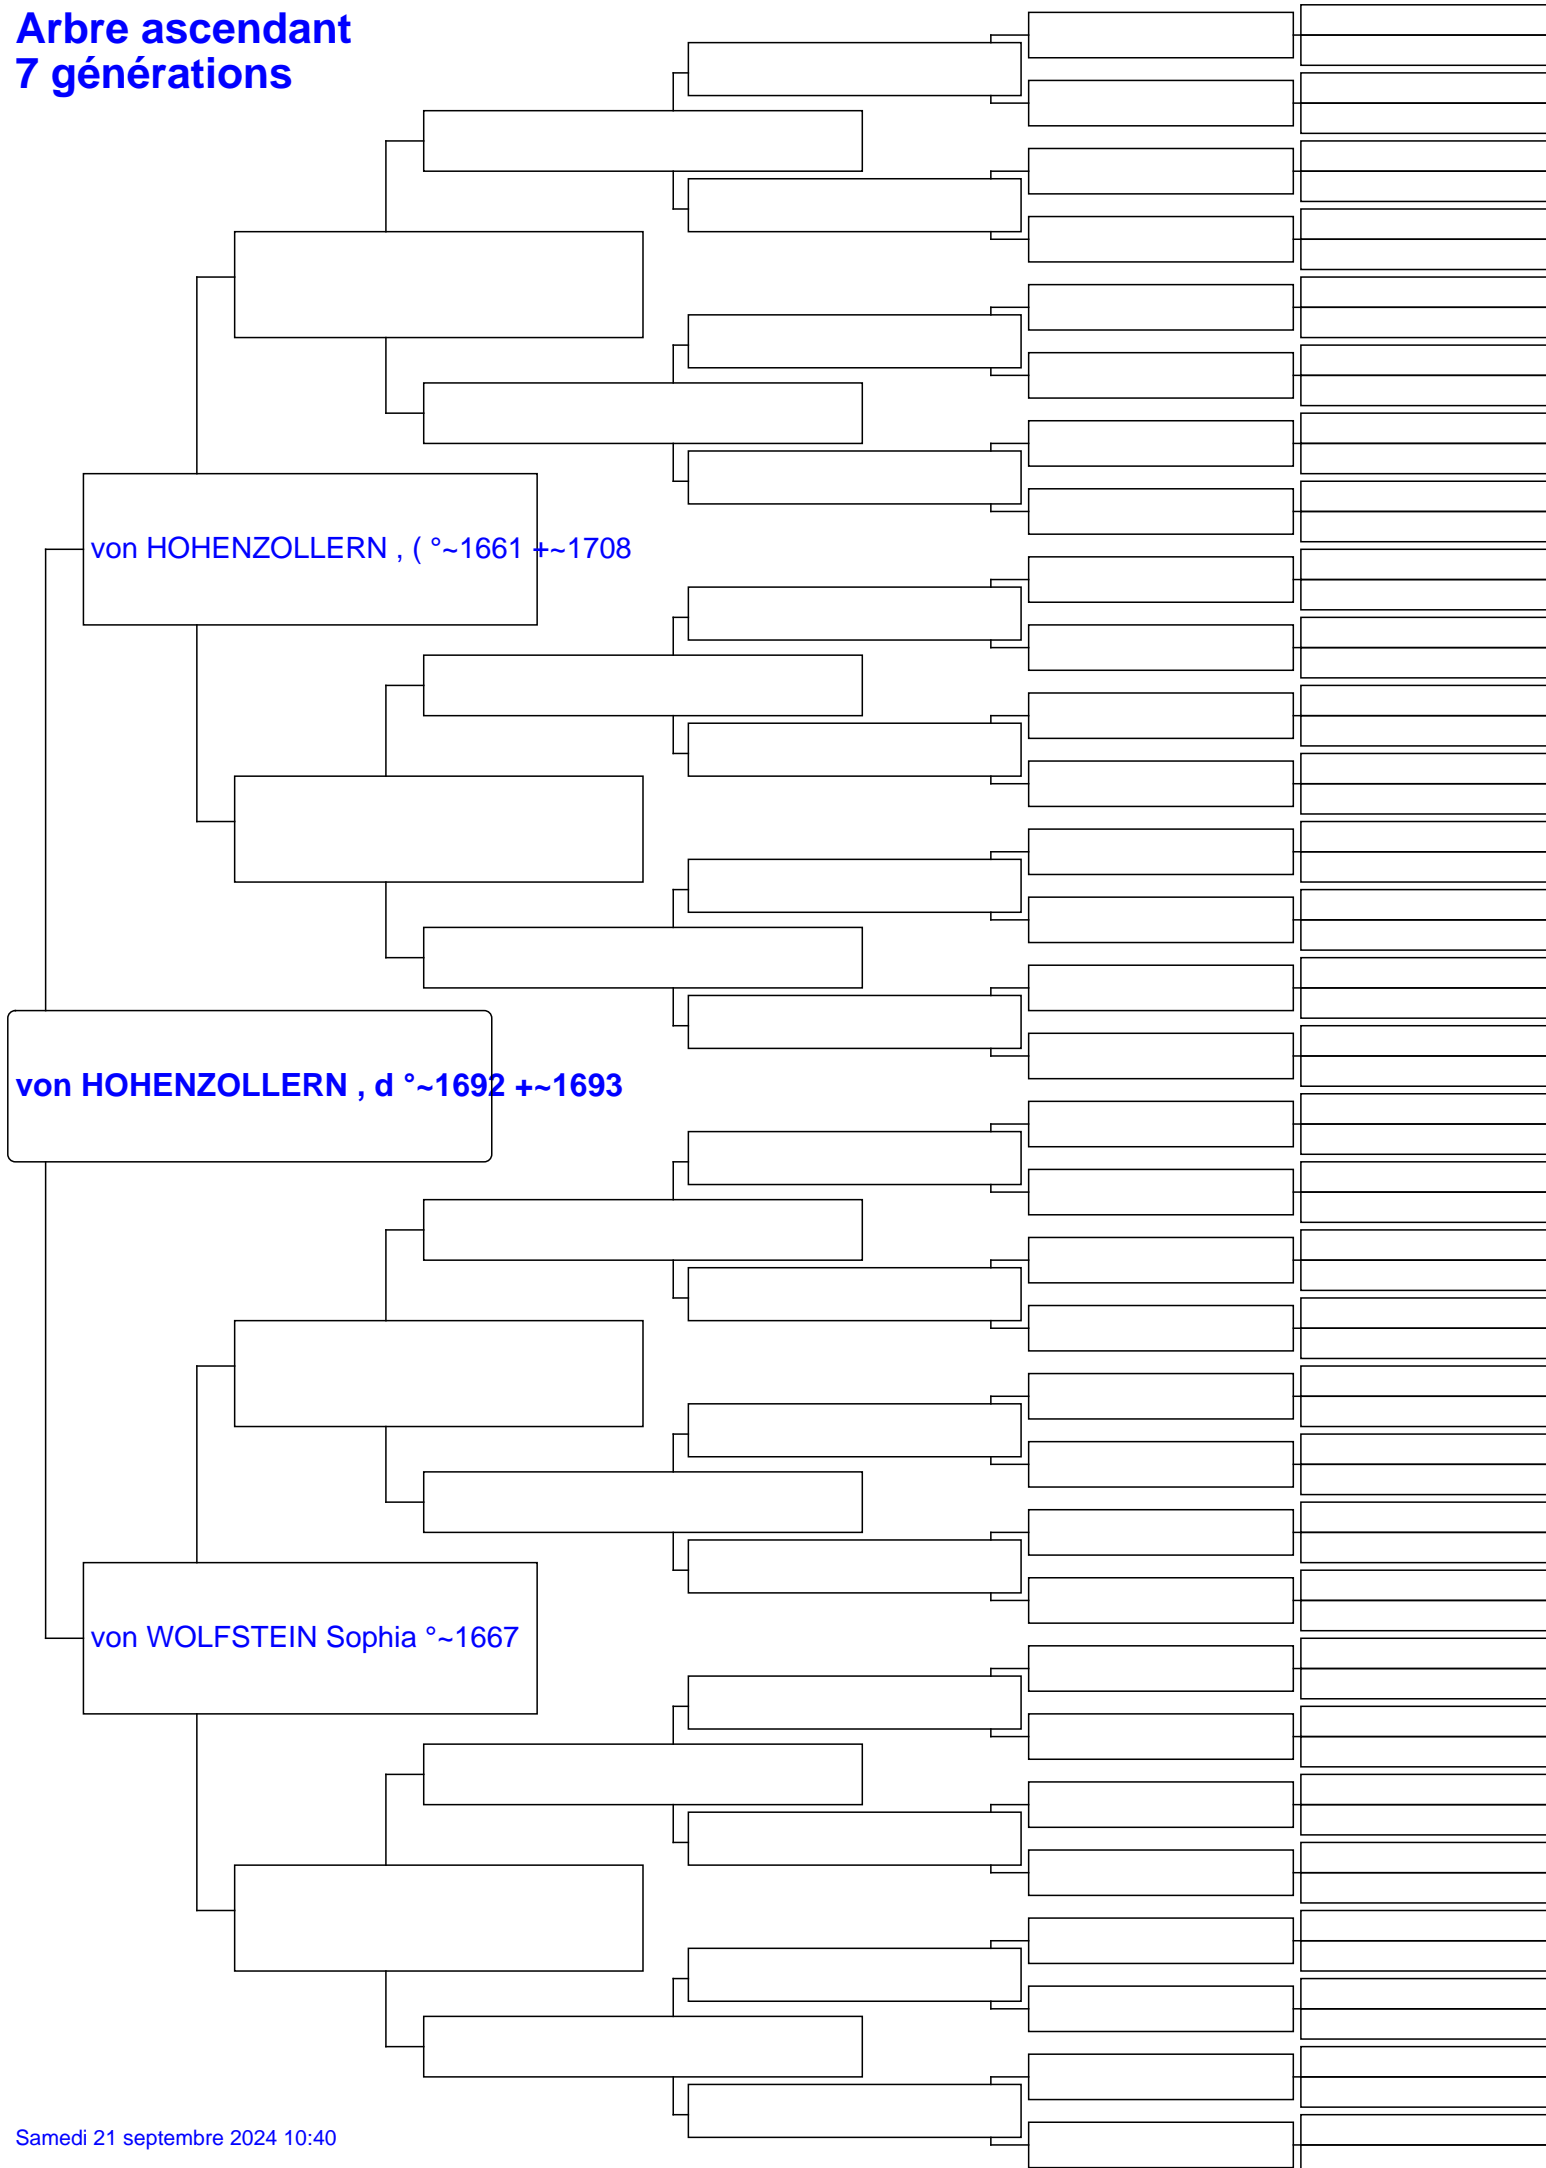 Arbre ascendant
7 générations
von HOHENZOLLERN , ( °~1661 +~1708
von HOHENZOLLERN , d °~1692 +~1693
von WOLFSTEIN Sophia °~1667
Samedi 21 septembre 2024 10:40